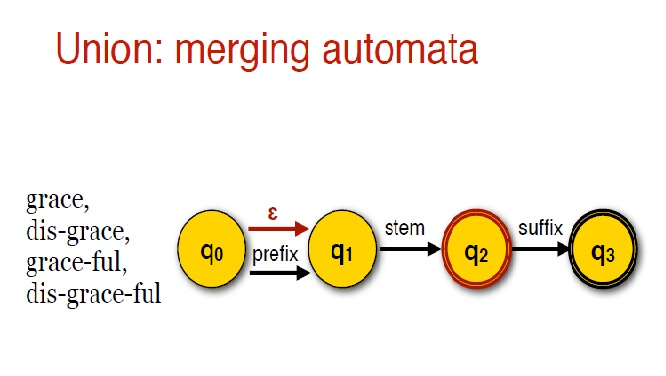 Union: merging automata
grace,
dis-grace,
grace-ful,
dis-grace-ful
q0
ε
prefix
q1
stem
q2
suffix
q3